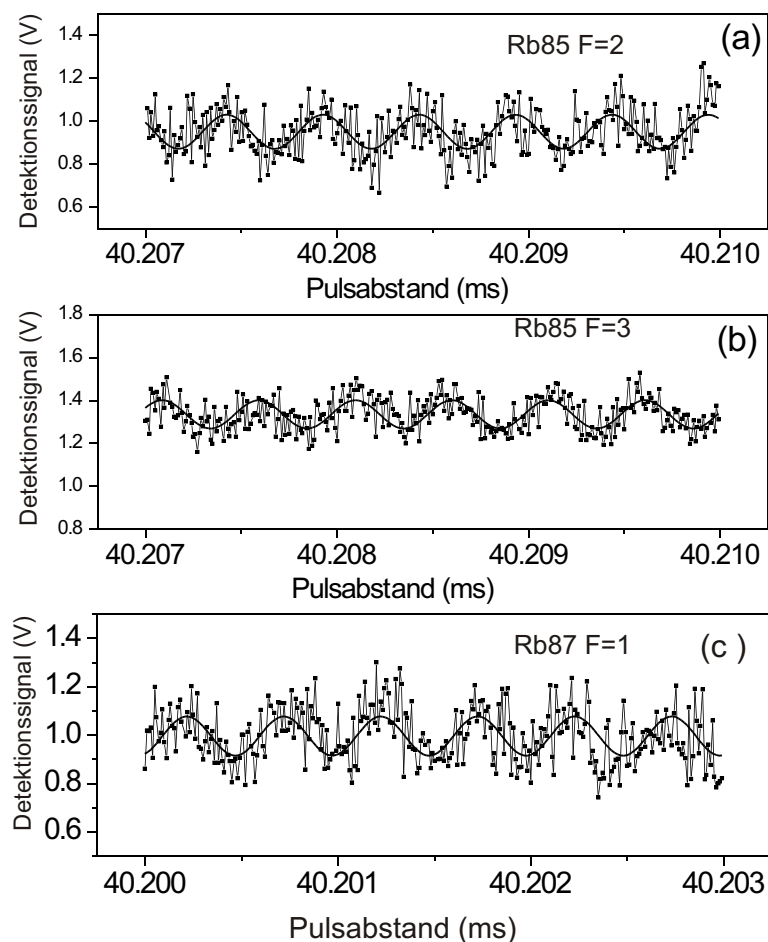 (a)
Rb85 F=2
1.4
1.2
1.0
0.8
0.6
Detektionssignal (V)
40.207 40.208 40.209 40.210
Pulsabstand (ms)
(b)
Rb85 F=3
1.8
1.6
1.4
1.2
1.0
0.8
Detektionssignal (V)
40.207 40.208 40.209 40.210
Pulsabstand (ms)
Rb87 F=1 (c )
1.4
1.2
1.0
0.8
0.6
Detektionssignal (V)
40.200 40.201 40.202 40.203
Pulsabstand (ms)